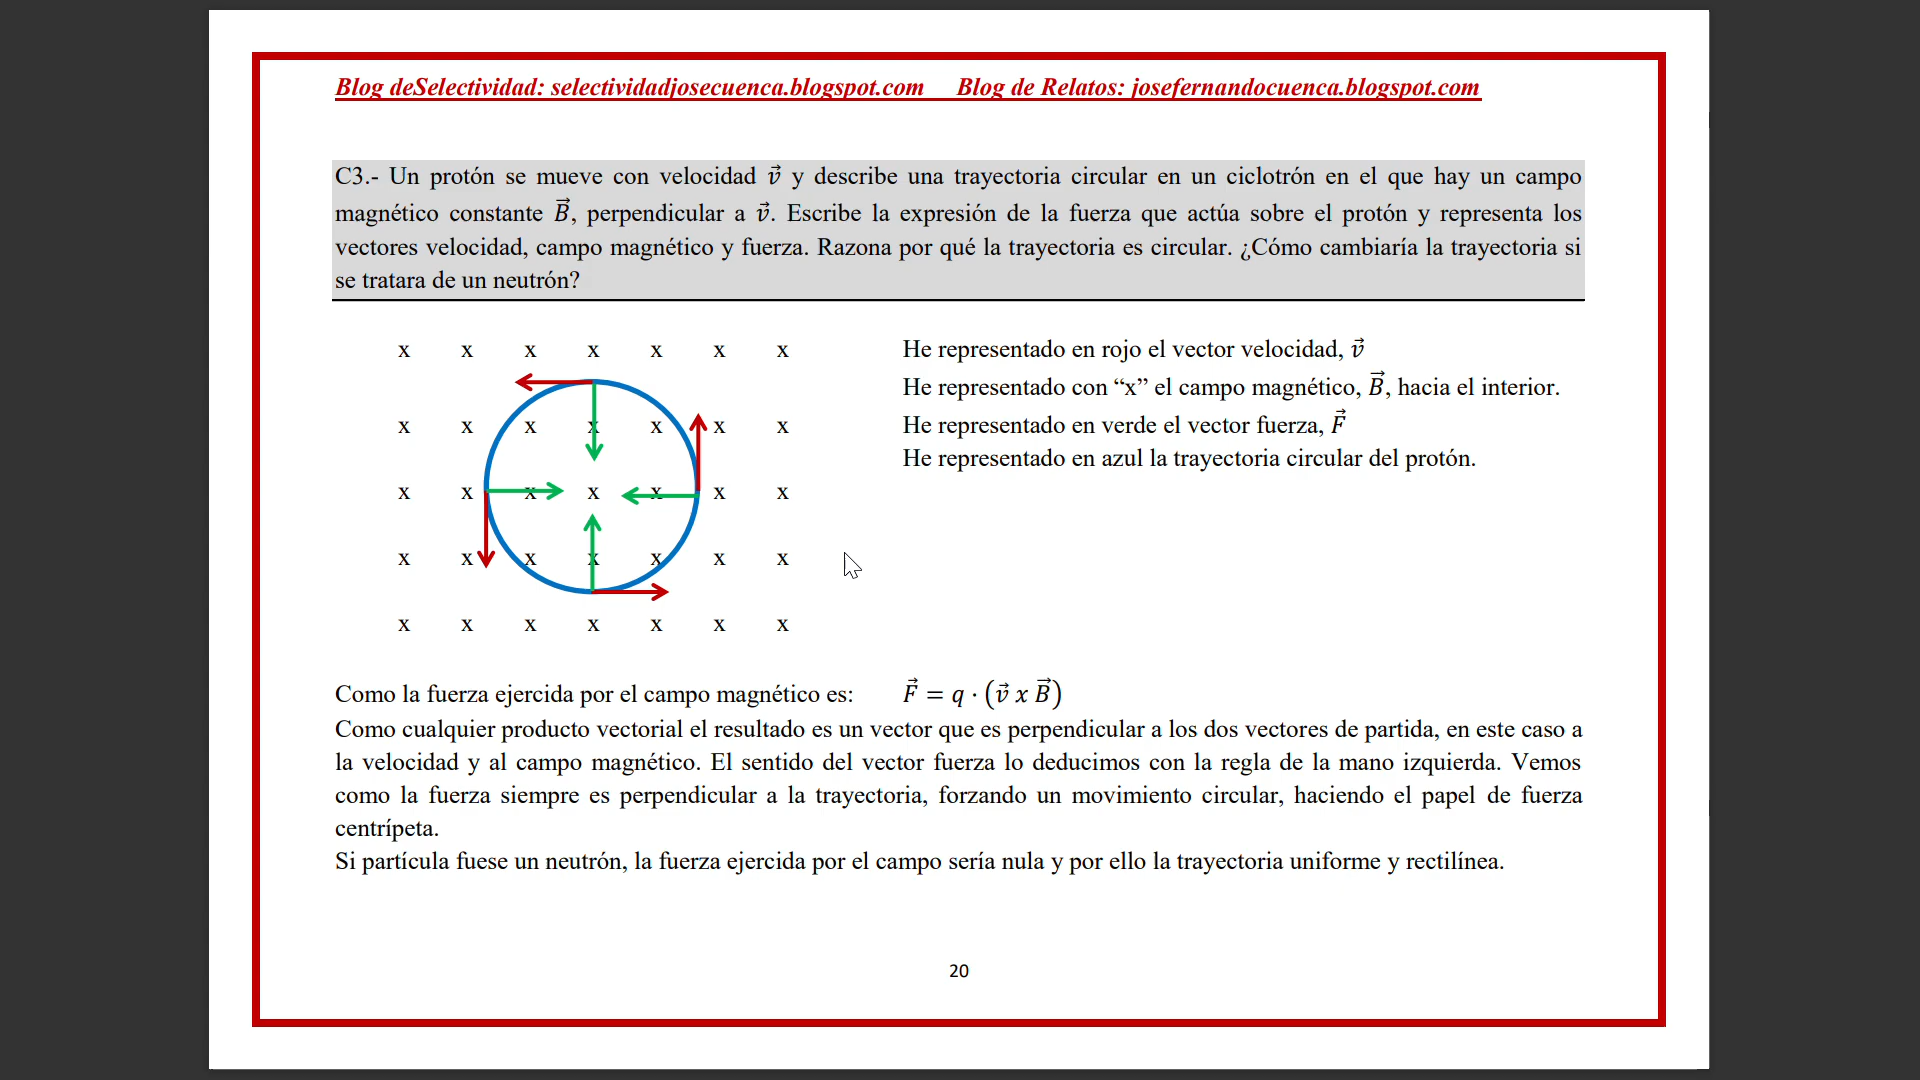 Blog deSelectividad: selectividadjosecuenca.blogspot.com Blog de Relatos: josefernandocuenca.blogspot.com
C3.- Un protón se mueve con velocidad v⃗ y describe una trayectoria circular en un ciclotrón en el que hay un campo
magnético constante B⃗, perpendicular a v⃗. Escribe la expresión de la fuerza que actúa sobre el protón y representa los
vectores velocidad, campo magnético y fuerza. Razona por qué la trayectoria es circular. ¿Cómo cambiaría la trayectoria si
se tratara de un neutrón?
x x x x x x x
x x x x x x x
x x x x x x x
x x x x x x x
x x x x x x x
He representado en rojo el vector velocidad, v⃗
He representado con “x” el campo magnético, B⃗, hacia el interior.
He representado en verde el vector fuerza, F⃗
He representado en azul la trayectoria circular del protón.
Como la fuerza ejercida por el campo magnético es: F⃗ = q · (v⃗ x B⃗)
Como cualquier producto vectorial el resultado es un vector que es perpendicular a los dos vectores de partida, en este caso a
la velocidad y al campo magnético. El sentido del vector fuerza lo deducimos con la regla de la mano izquierda. Vemos
como la fuerza siempre es perpendicular a la trayectoria, forzando un movimiento circular, haciendo el papel de fuerza
centrípeta.
Si partícula fuese un neutrón, la fuerza ejercida por el campo sería nula y por ello la trayectoria uniforme y rectilínea.
20